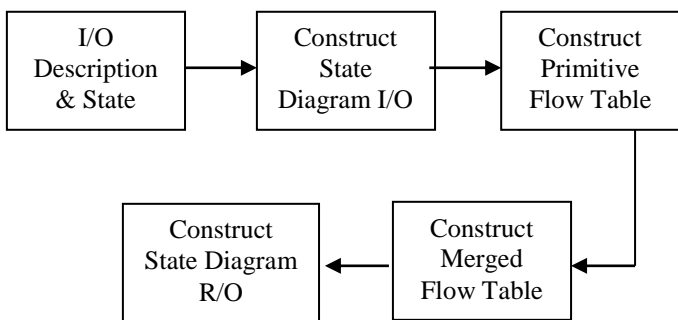 I/O
Description
& State
Construct
State
Diagram I/O
Construct
Primitive
Flow Table
Construct
Merged
Flow Table
Construct
State Diagram
R/O